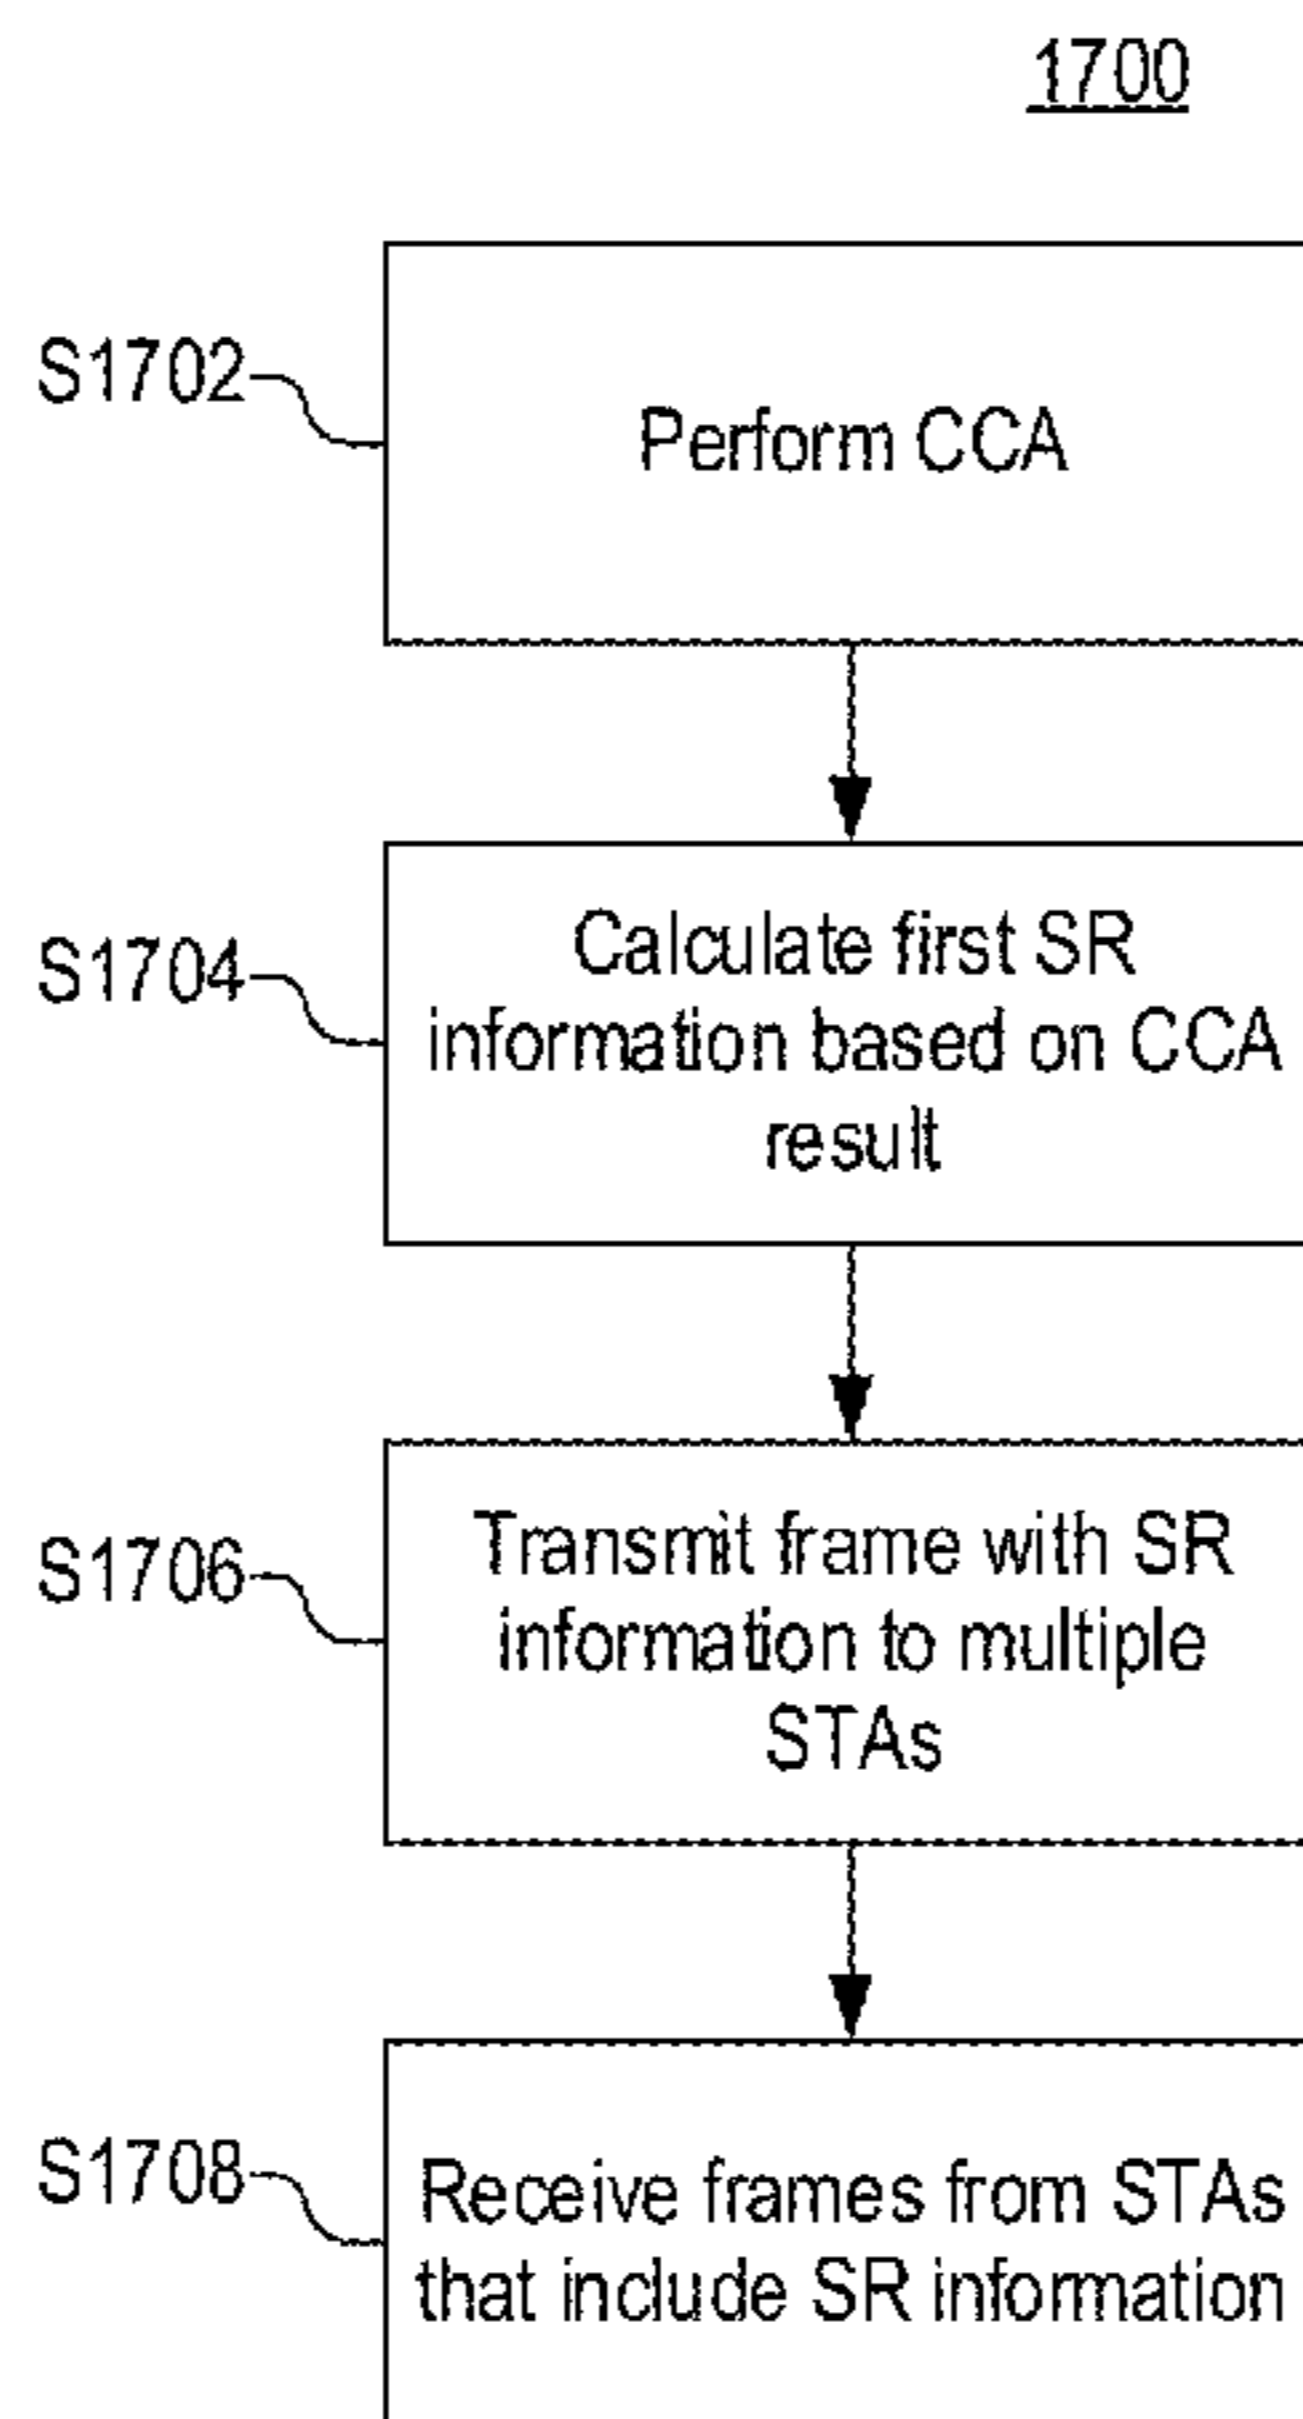 1700
S1702
Perform CCA
S1704
Calculate first SR
information based on CCA
result
S1706
Transmit frame with SR
information to multiple
STAs
S1708
Receive frames from STAs
that include SR information